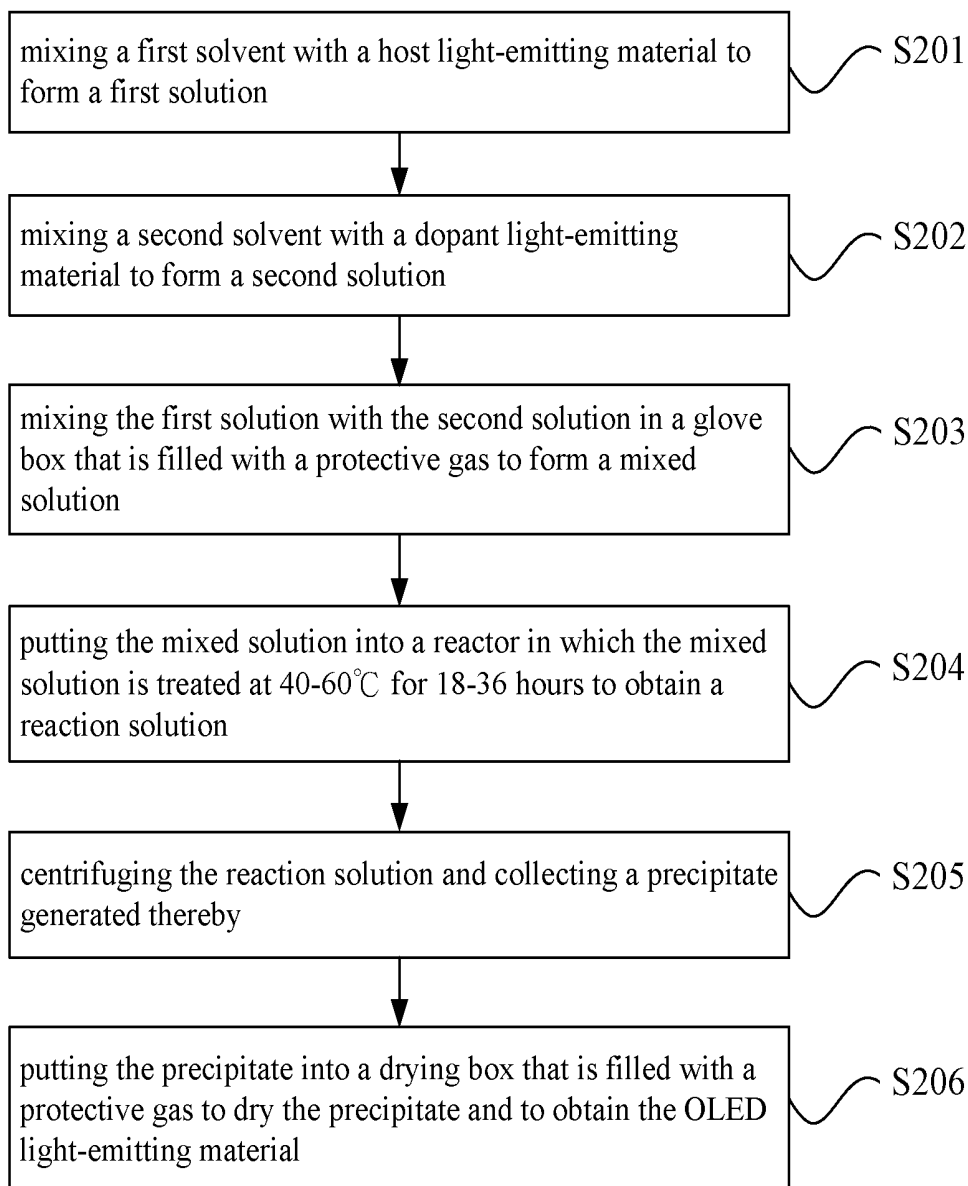 mixing a first solvent with a host light-emitting material to
form a first solution
S201
mixing a second solvent with a dopant light-emitting
material to form a second solution
S202
mixing the first solution with the second solution in a glove
box that is filled with a protective gas to form a mixed
solution
S203
putting the mixed solution into a reactor in which the mixed
solution is treated at 40-60℃ for 18-36 hours to obtain a
reaction solution
S204
centrifuging the reaction solution and collecting a precipitate
generated thereby
S205
putting the precipitate into a drying box that is filled with a
protective gas to dry the precipitate and to obtain the OLED
light-emitting material
S206